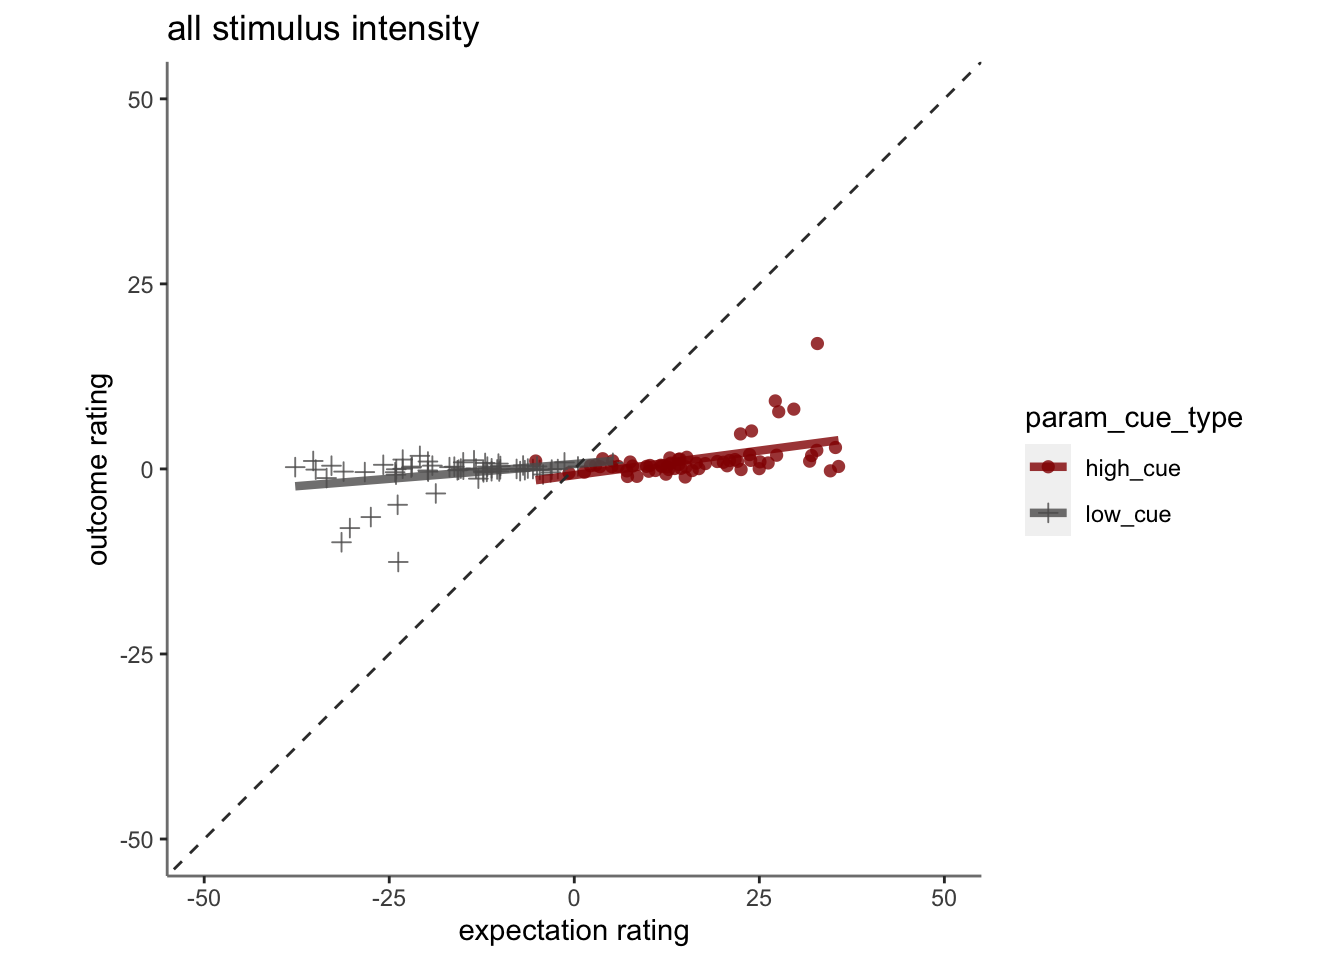 all stimulus intensity
50
25
0
-25
-50
outcome rating
-50
-25
0
25
50
expectation rating
param_cue_type
high_cue
low_cue